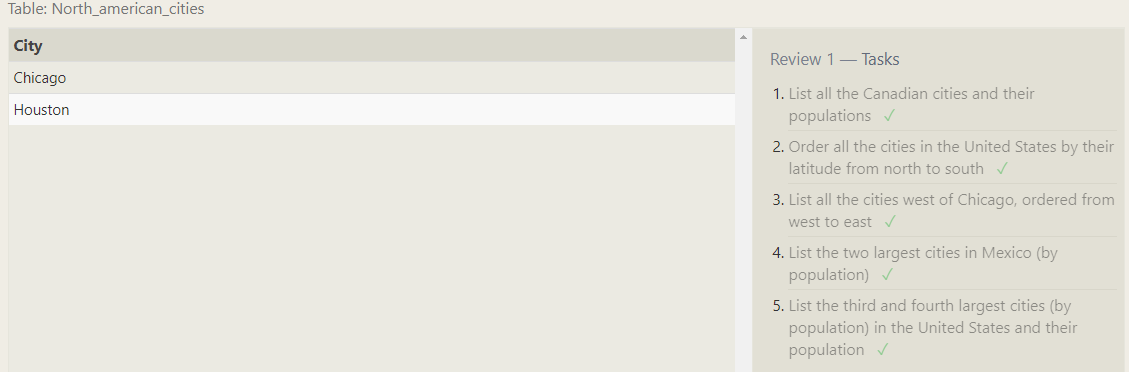 Table: North_american_cities
City
Chicago
Houston
Review 1 — Tasks
1. List all the Canadian cities and their
populations ✓
2. Order all the cities in the United States by their
latitude from north to south ✓
3. List all the cities west of Chicago, ordered from
west to east ✓
4. List the two largest cities in Mexico (by
population) ✓
5. List the third and fourth largest cities (by
population) in the United States and their
population ✓